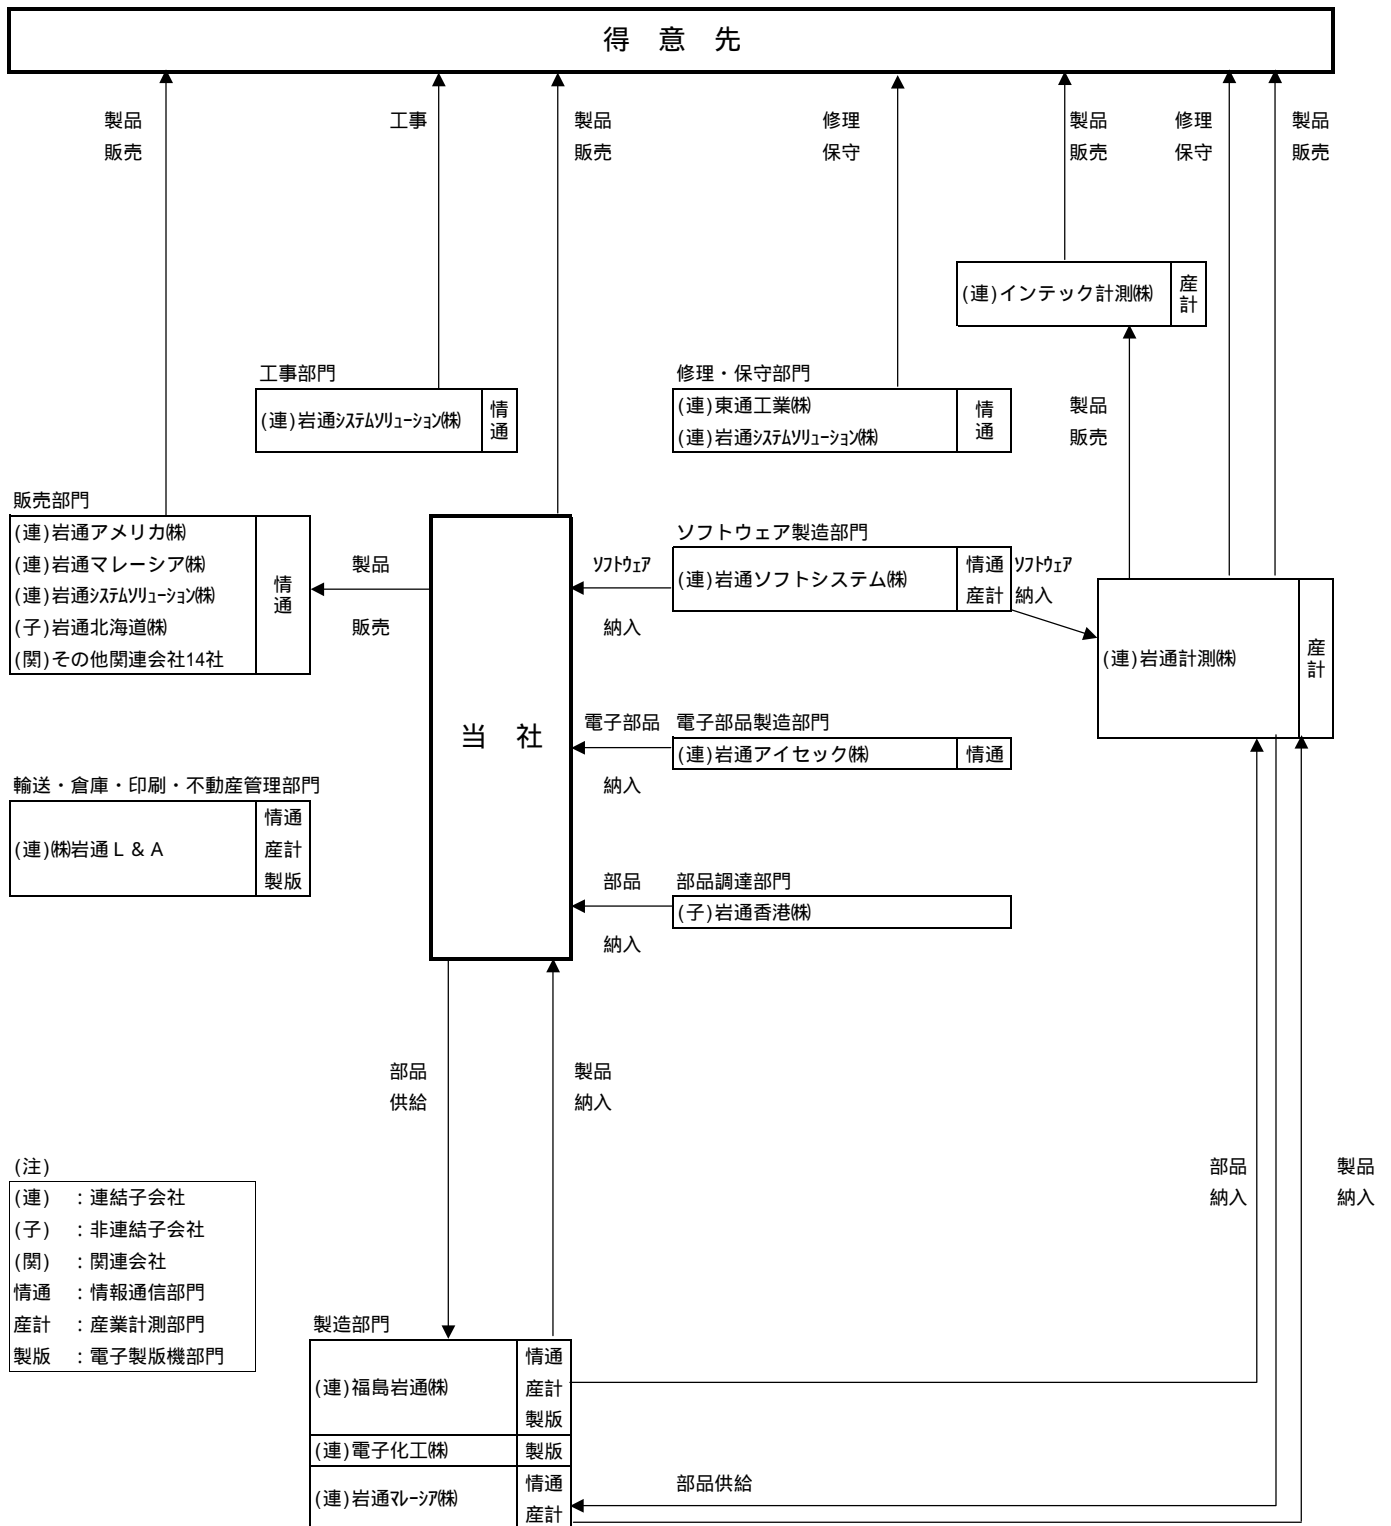 得 意 先
製品
販売
工事
製品
販売
修理
保守
製品
販売
修理
保守
製品
販売
(連)インテック計測㈱
産計
工事部門
(連)岩通ｼｽﾃﾑｿﾘｭｰｼｮﾝ㈱
情通
修理・保守部門
(連)東通工業㈱
(連)岩通ｼｽﾃﾑｿﾘｭｰｼｮﾝ㈱
情通
製品
販売
販売部門
(連)岩通アメリカ㈱
(連)岩通マレーシア㈱
(連)岩通ｼｽﾃﾑｿﾘｭｰｼｮﾝ㈱
(子)岩通北海道㈱
(関)その他関連会社14社
情通
製品
販売
当 社
ｿﾌﾄｳｪｱ
納入
ソフトウェア製造部門
(連)岩通ソフトシステム㈱
情通
産計
ｿﾌﾄｳｪｱ
納入
(連)岩通計測㈱
産計
電子部品
納入
電子部品製造部門
(連)岩通アイセック㈱
情通
輸送・倉庫・印刷・不動産管理部門
(連)㈱岩通Ｌ＆Ａ
情通
産計
製版
部品
納入
部品調達部門
(子)岩通香港㈱
部品
供給
製品
納入
部品
納入
製品
納入
(注)
(連) ：連結子会社
(子) ：非連結子会社
(関) ：関連会社
情通 ：情報通信部門
産計 ：産業計測部門
製版 ：電子製版機部門
製造部門
(連)福島岩通㈱
情通
産計
製版
(連)電子化工㈱
製版
(連)岩通ﾏﾚｰｼｱ㈱
情通
産計
部品供給